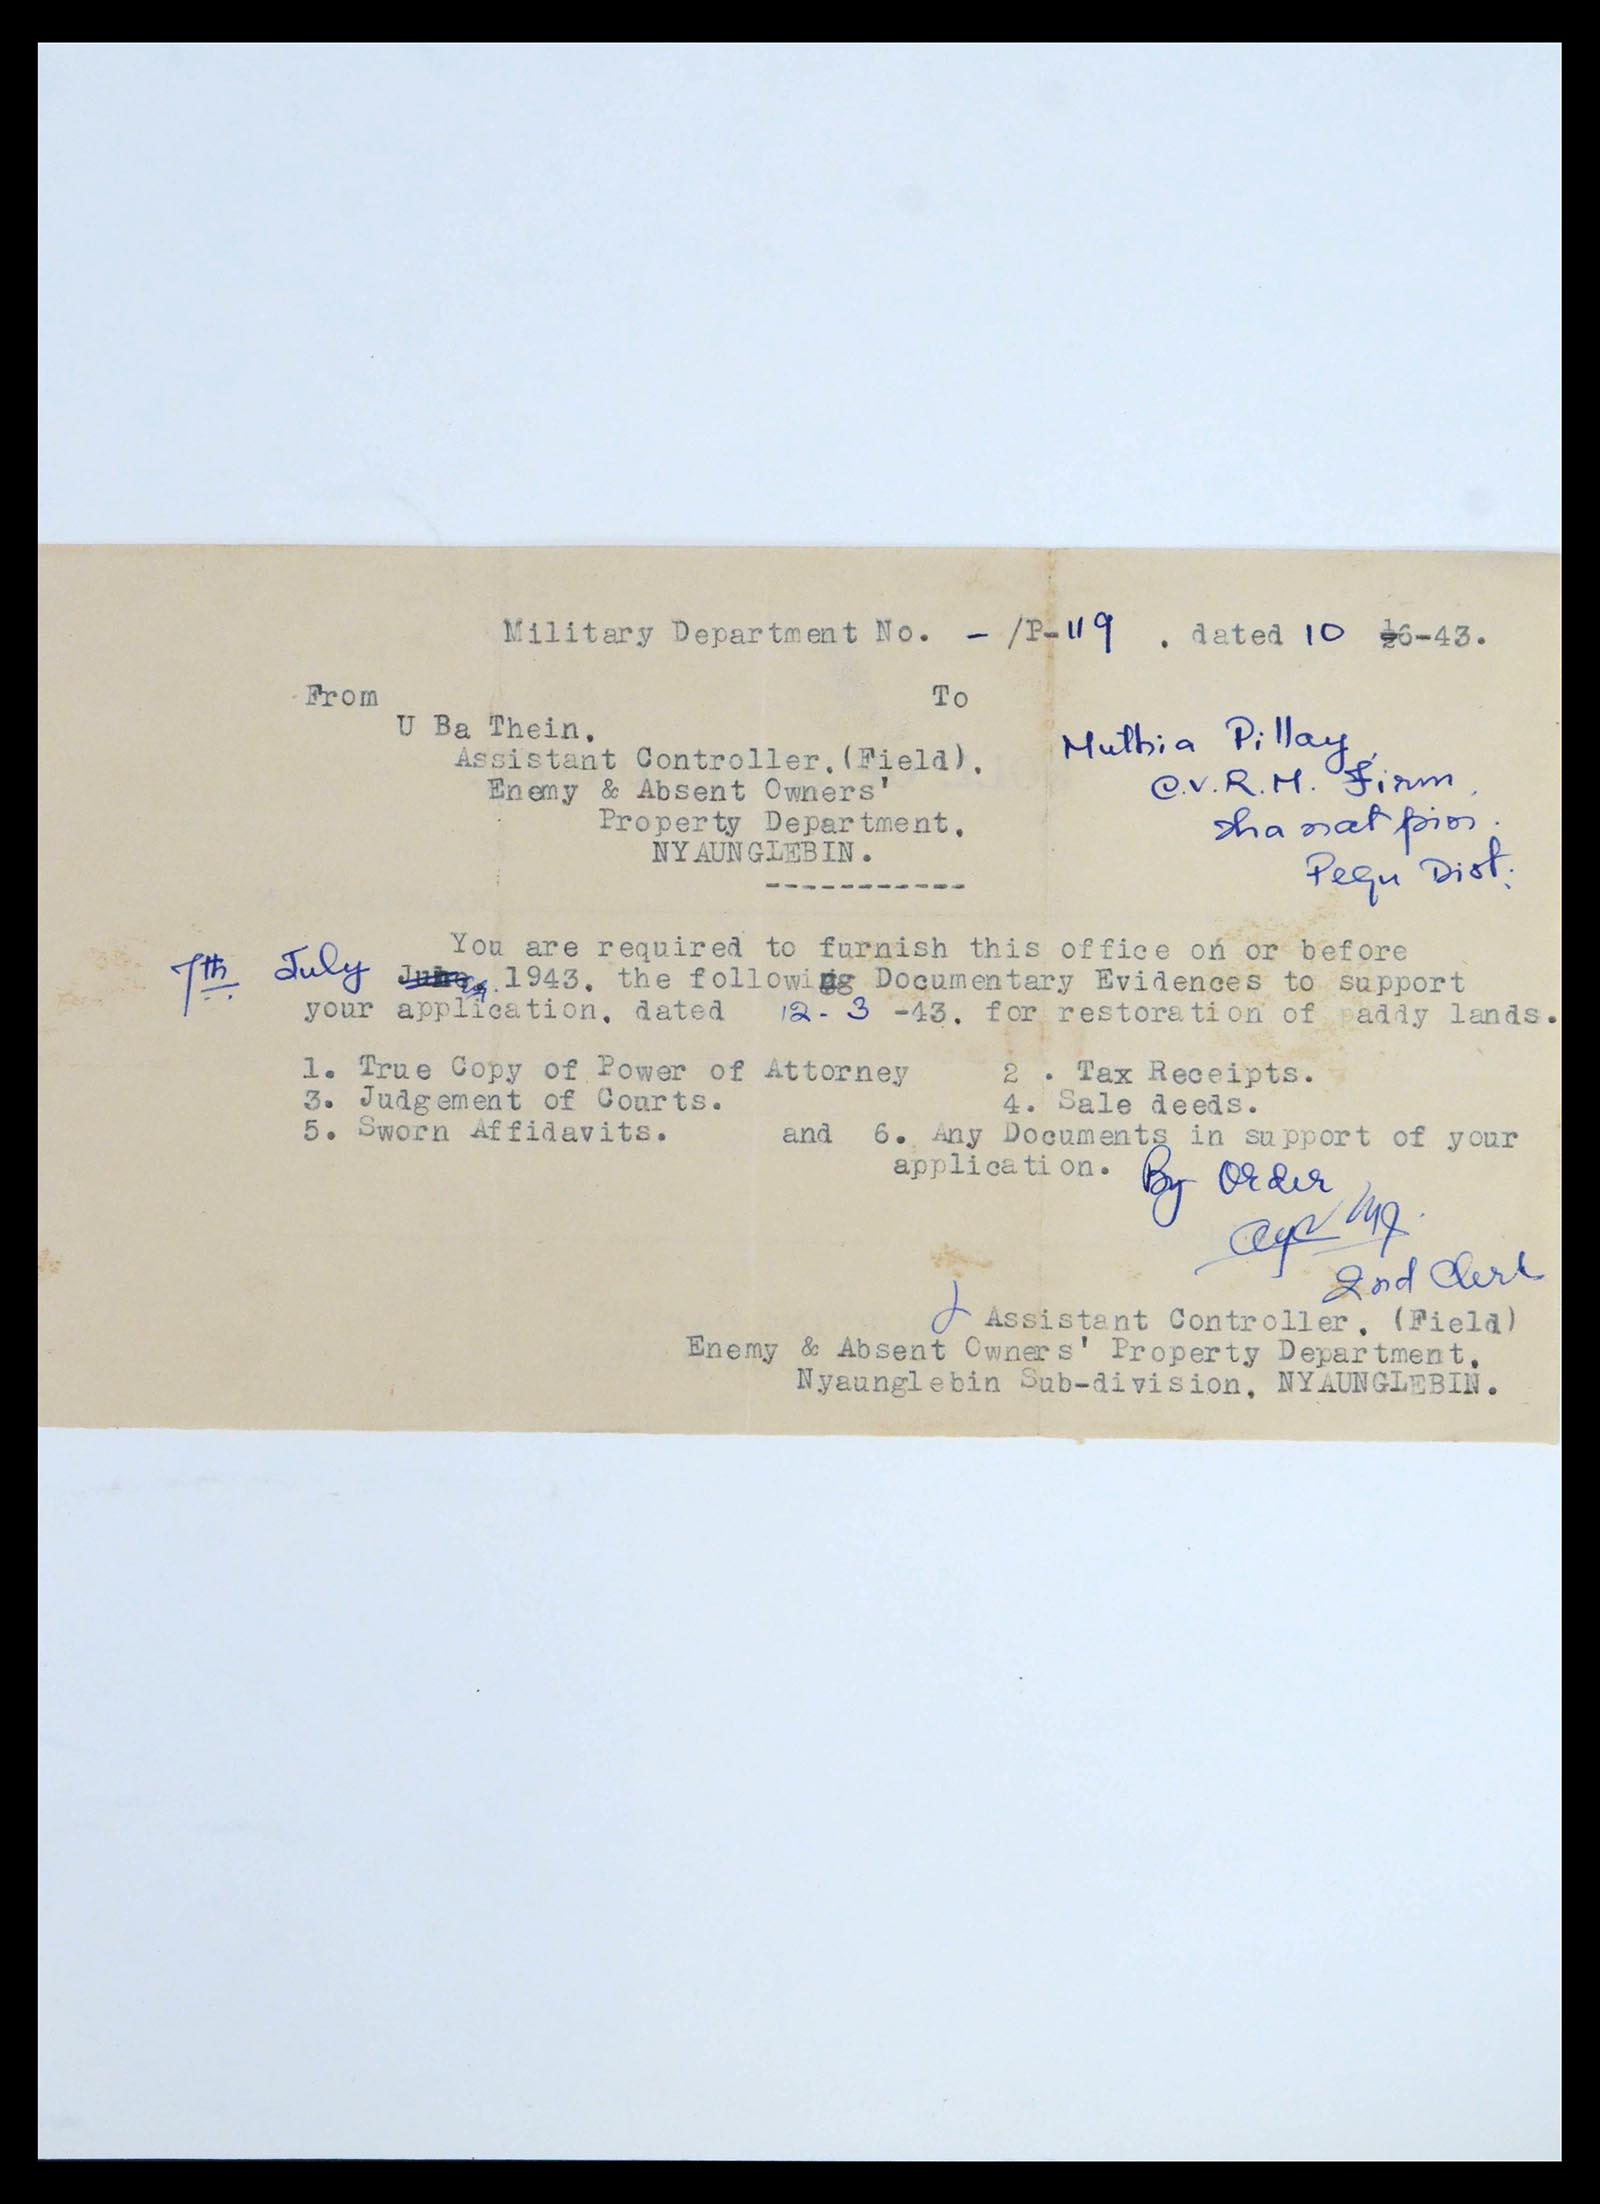 Military Department No. - /P-119 . dated 10 6-43.
From To
U Ba Thein. Muthia Pillay,
Assistant Controller.(Field). C.V.R.M. Firm,
Enemy & Absent Owners' Thanatpin.
Property Department. Pegu Dist:
NYAUNGLEBIN.
-----------
You are required to furnish this office on or before
7th July June, 1943. the following Documentary Evidences to support
your application. dated 12-3-43. for restoration of paddy lands.
1. True Copy of Power of Attorney 2 . Tax Receipts.
3. Judgement of Courts. 4. Sale deeds.
5. Sworn Affidavits. and 6. Any Documents in support of your
application.
By Order
2nd Clerk
Assistant Controller. (Field)
Enemy & Absent Owners' Property Department.
Nyaunglebin Sub-division. NYAUNGLEBIN.